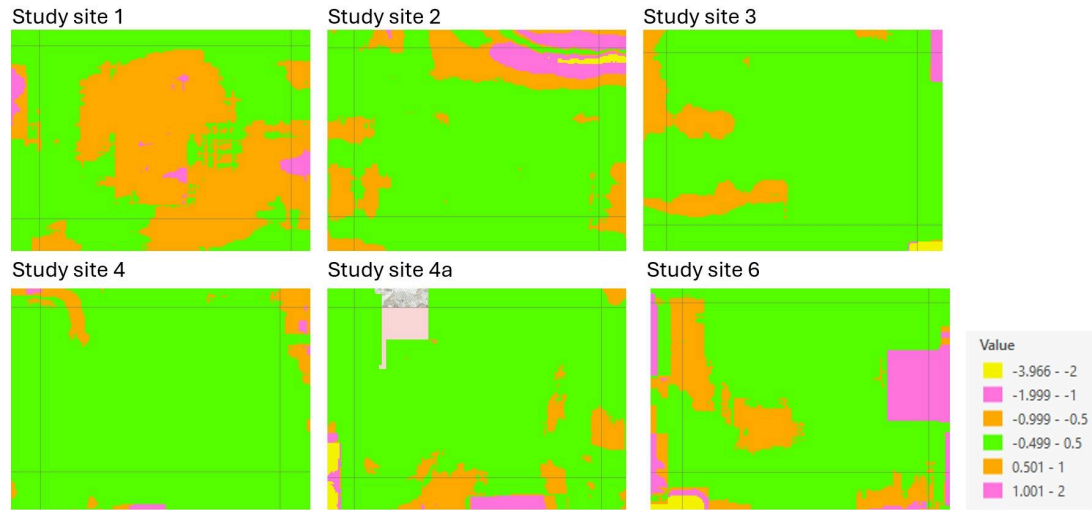 Study site 1
Study site 2
Study site 3
Study site 4
Study site 4a
Study site 6
Value
-3.966 - -2
-1.999 - -1
-0.999 - -0.5
-0.499 - 0.5
0.501 - 1
1.001 - 2